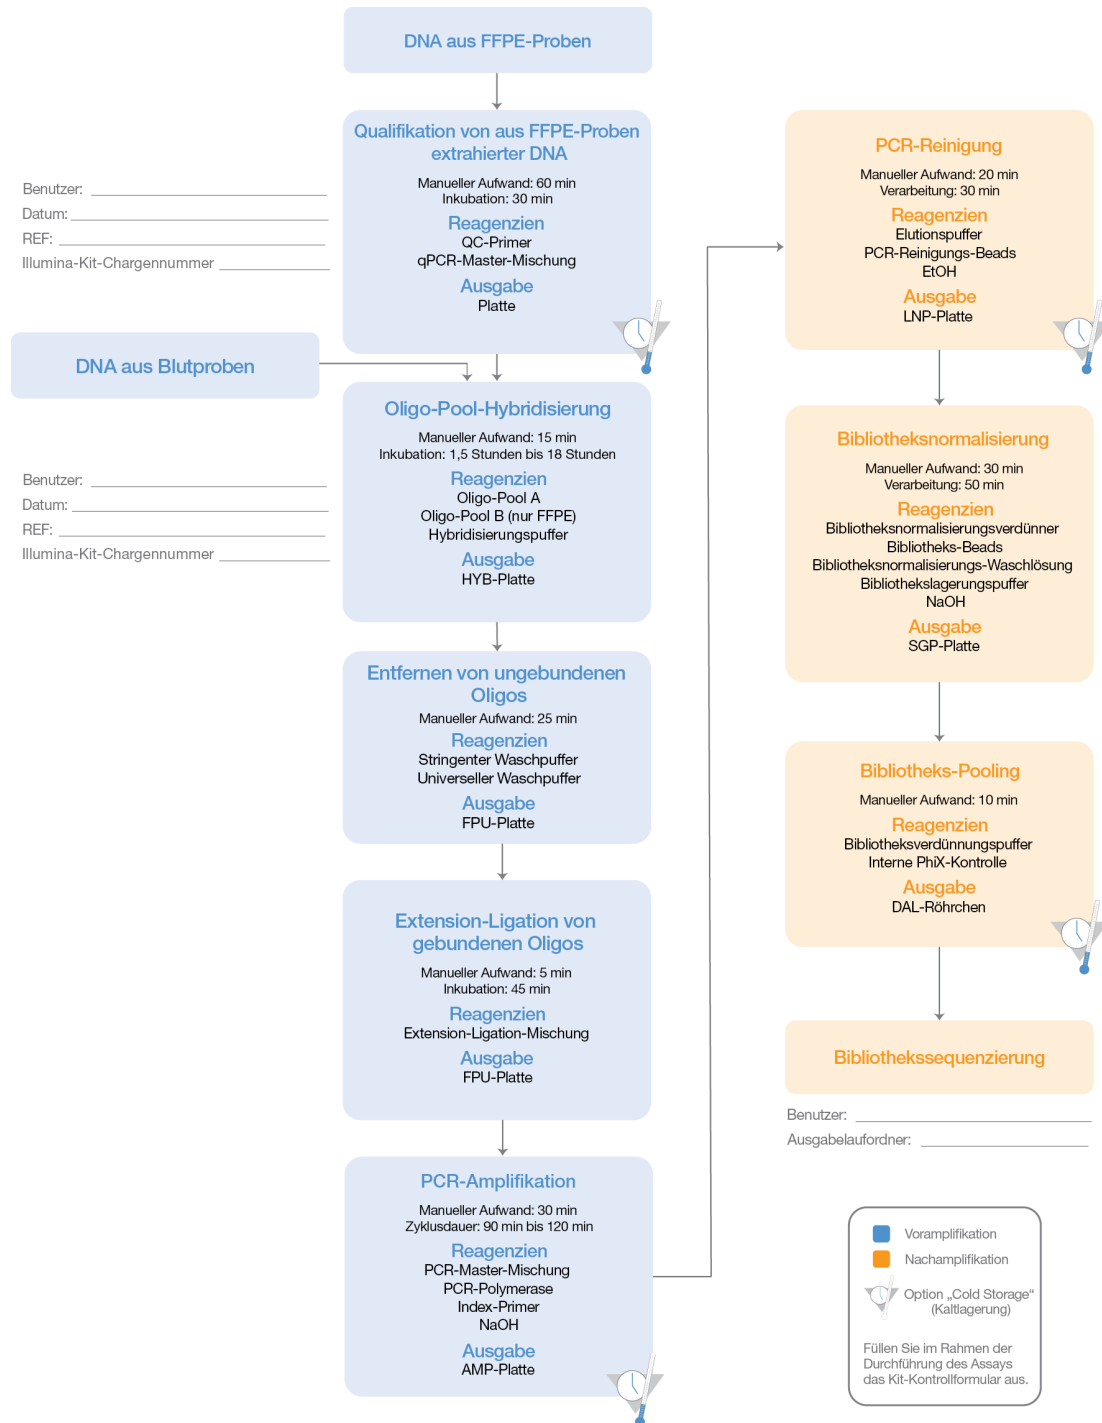 DNA aus FFPE-Proben
Qualifikation von aus FFPE-Proben
extrahierter DNA
Manueller Aufwand: 60 min
Inkubation: 30 min
Reagenzien
QC-Primer
qPCR-Master-Mischung
Ausgabe
Platte
Benutzer:
Datum:
REF:
Illumina-Kit-Chargennummer
DNA aus Blutproben
Oligo-Pool-Hybridisierung
Manueller Aufwand: 15 min
Inkubation: 1,5 Stunden bis 18 Stunden
Reagenzien
Oligo-Pool A
Oligo-Pool B (nur FFPE)
Hybridisierungspuffer
Ausgabe
HYB-Platte
Benutzer:
Datum:
REF:
Illumina-Kit-Chargennummer
Entfernen von ungebundenen
Oligos
Manueller Aufwand: 25 min
Reagenzien
Stringenter Waschpuffer
Universeller Waschpuffer
Ausgabe
FPU-Platte
Extension-Ligation von
gebundenen Oligos
Manueller Aufwand: 5 min
Inkubation: 45 min
Reagenzien
Extension-Ligation-Mischung
Ausgabe
FPU-Platte
PCR-Amplifikation
Manueller Aufwand: 30 min
Zyklusdauer: 90 min bis 120 min
Reagenzien
PCR-Master-Mischung
PCR-Polymerase
Index-Primer
NaOH
Ausgabe
AMP-Platte
PCR-Reinigung
Manueller Aufwand: 20 min
Verarbeitung: 30 min
Reagenzien
Elutionspuffer
PCR-Reinigungs-Beads
EtOH
Ausgabe
LNP-Platte
Bibliotheksnormalisierung
Manueller Aufwand: 30 min
Verarbeitung: 50 min
Reagenzien
Bibliotheksnormalisierungsverdünner
Bibliotheks-Beads
Bibliotheksnormalisierungs-Waschlösung
Bibliothekslagerungspuffer
NaOH
Ausgabe
SGP-Platte
Bibliotheks-Pooling
Manueller Aufwand: 10 min
Reagenzien
Bibliotheksverdünnungspuffer
Interne PhiX-Kontrolle
Ausgabe
DAL-Röhrchen
Bibliothekssequenzierung
Benutzer:
Ausgabelaufordner:
Voramplifikation
Nachamplifikation
Option „Cold Storage“
(Kaltlagerung)
Füllen Sie im Rahmen der
Durchführung des Assays
das Kit-Kontrollformular aus.